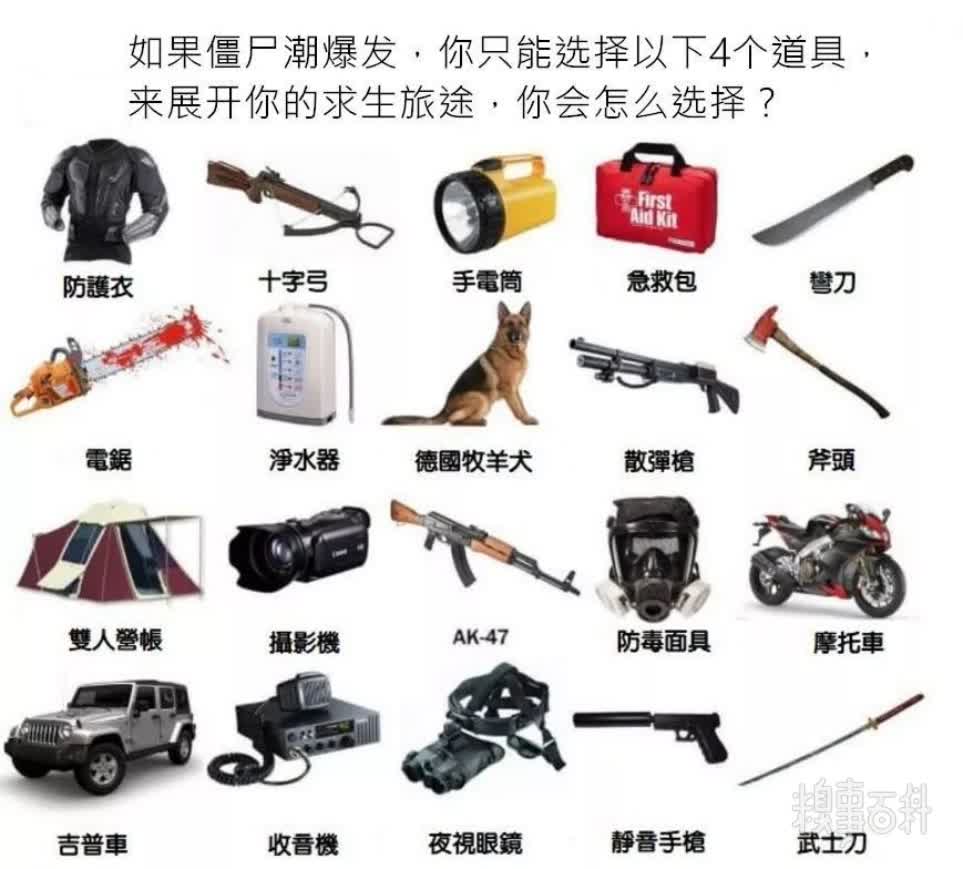 如果僵尸潮爆发，你只能选择以下4个道具，
来展开你的求生旅途，你会怎么选择？
First
Aid Kit
防護衣 十字弓 手電筒 急救包 彎刀
電鋸 淨水器 德國牧羊犬 散彈槍 斧頭
Canon
雙人營帳 攝影機 AK-47 防毒面具 摩托車
吉普車 收音機 夜視眼鏡 靜音手槍 武士刀
糗事百科